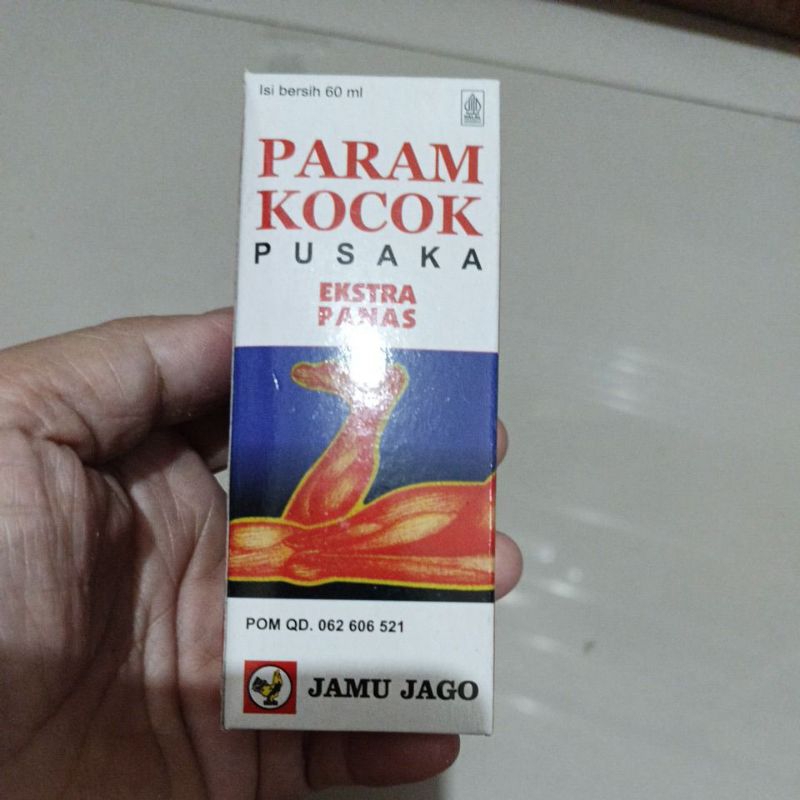 Isi bersih 60 ml
PARAM
KOCOK
PUSAKA
EKSTRA
PANAS
POM QD. 062 606 521
JAMU JAGO